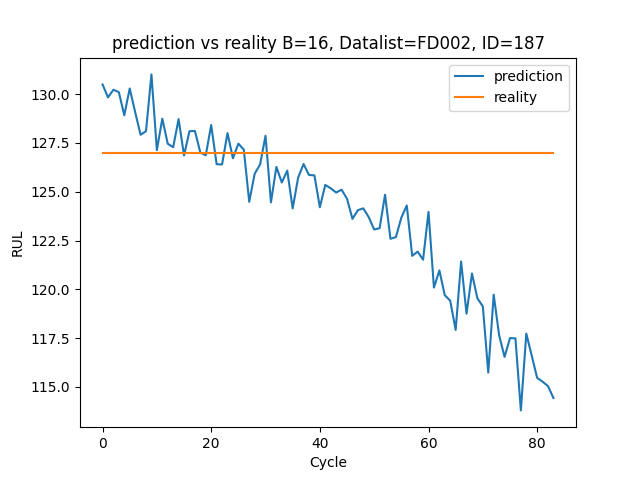 prediction vs reality B=16, Datalist=FD002, ID=187
prediction
reality
130.0
127.5
125.0
122.5
120.0
117.5
115.0
RUL
0 20 40 60 80
Cycle